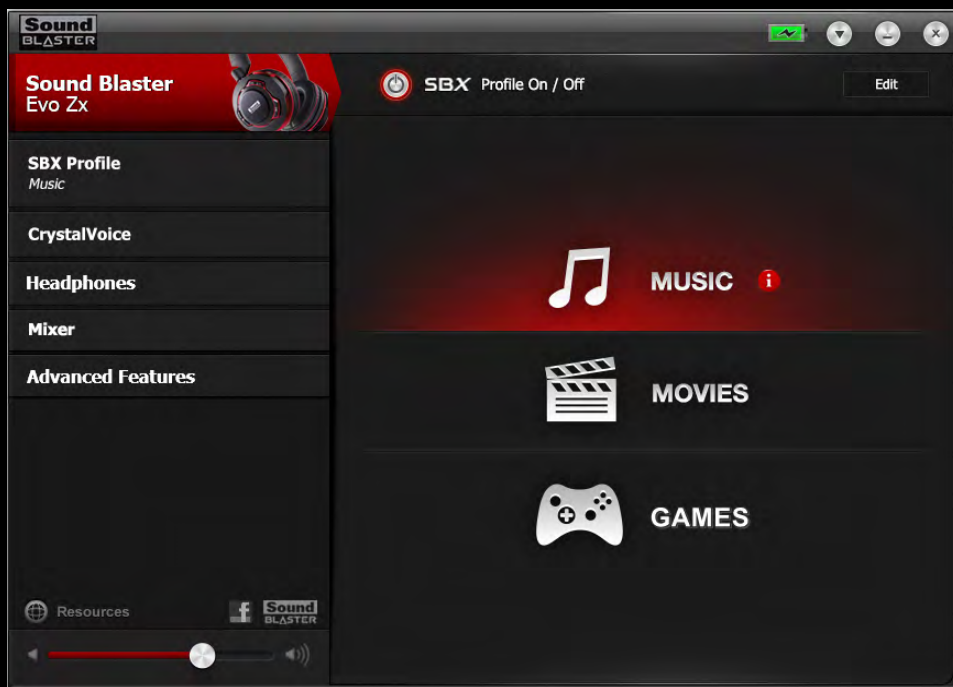 Sound
BLASTER
Sound Blaster
Evo Zx
SBX Profile On / Off
Edit
SBX Profile
Music
CrystalVoice
Headphones
Mixer
Advanced Features
MUSIC i
MOVIES
GAMES
Resources
f
Sound
BLASTER